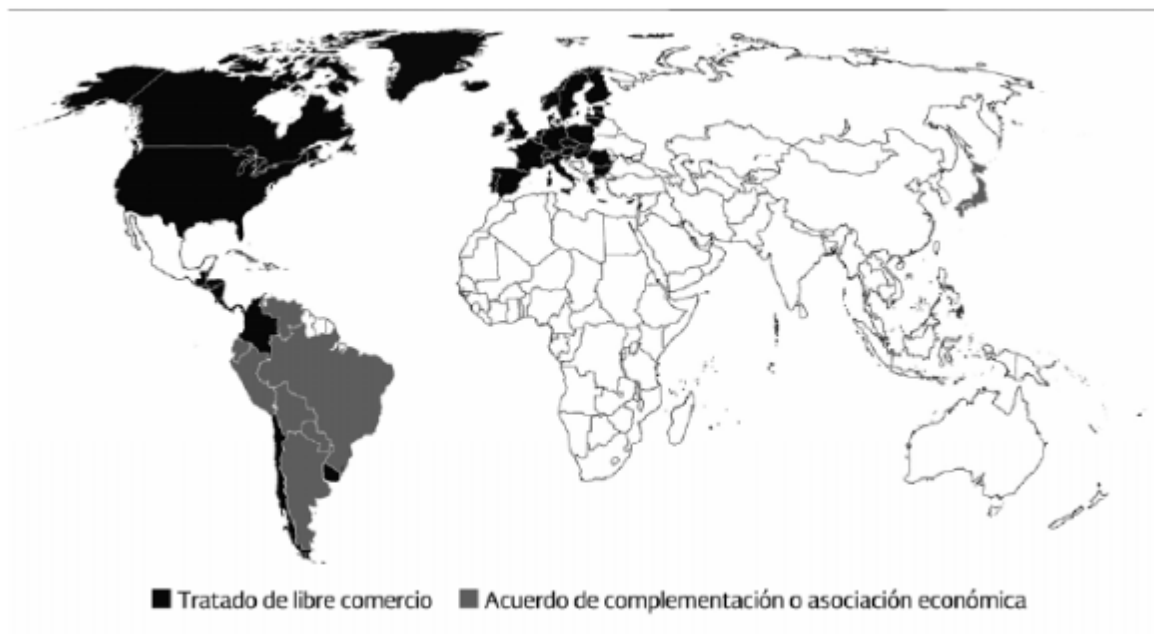 Tratado de libre comercio
Acuerdo de complementación o asociación económica